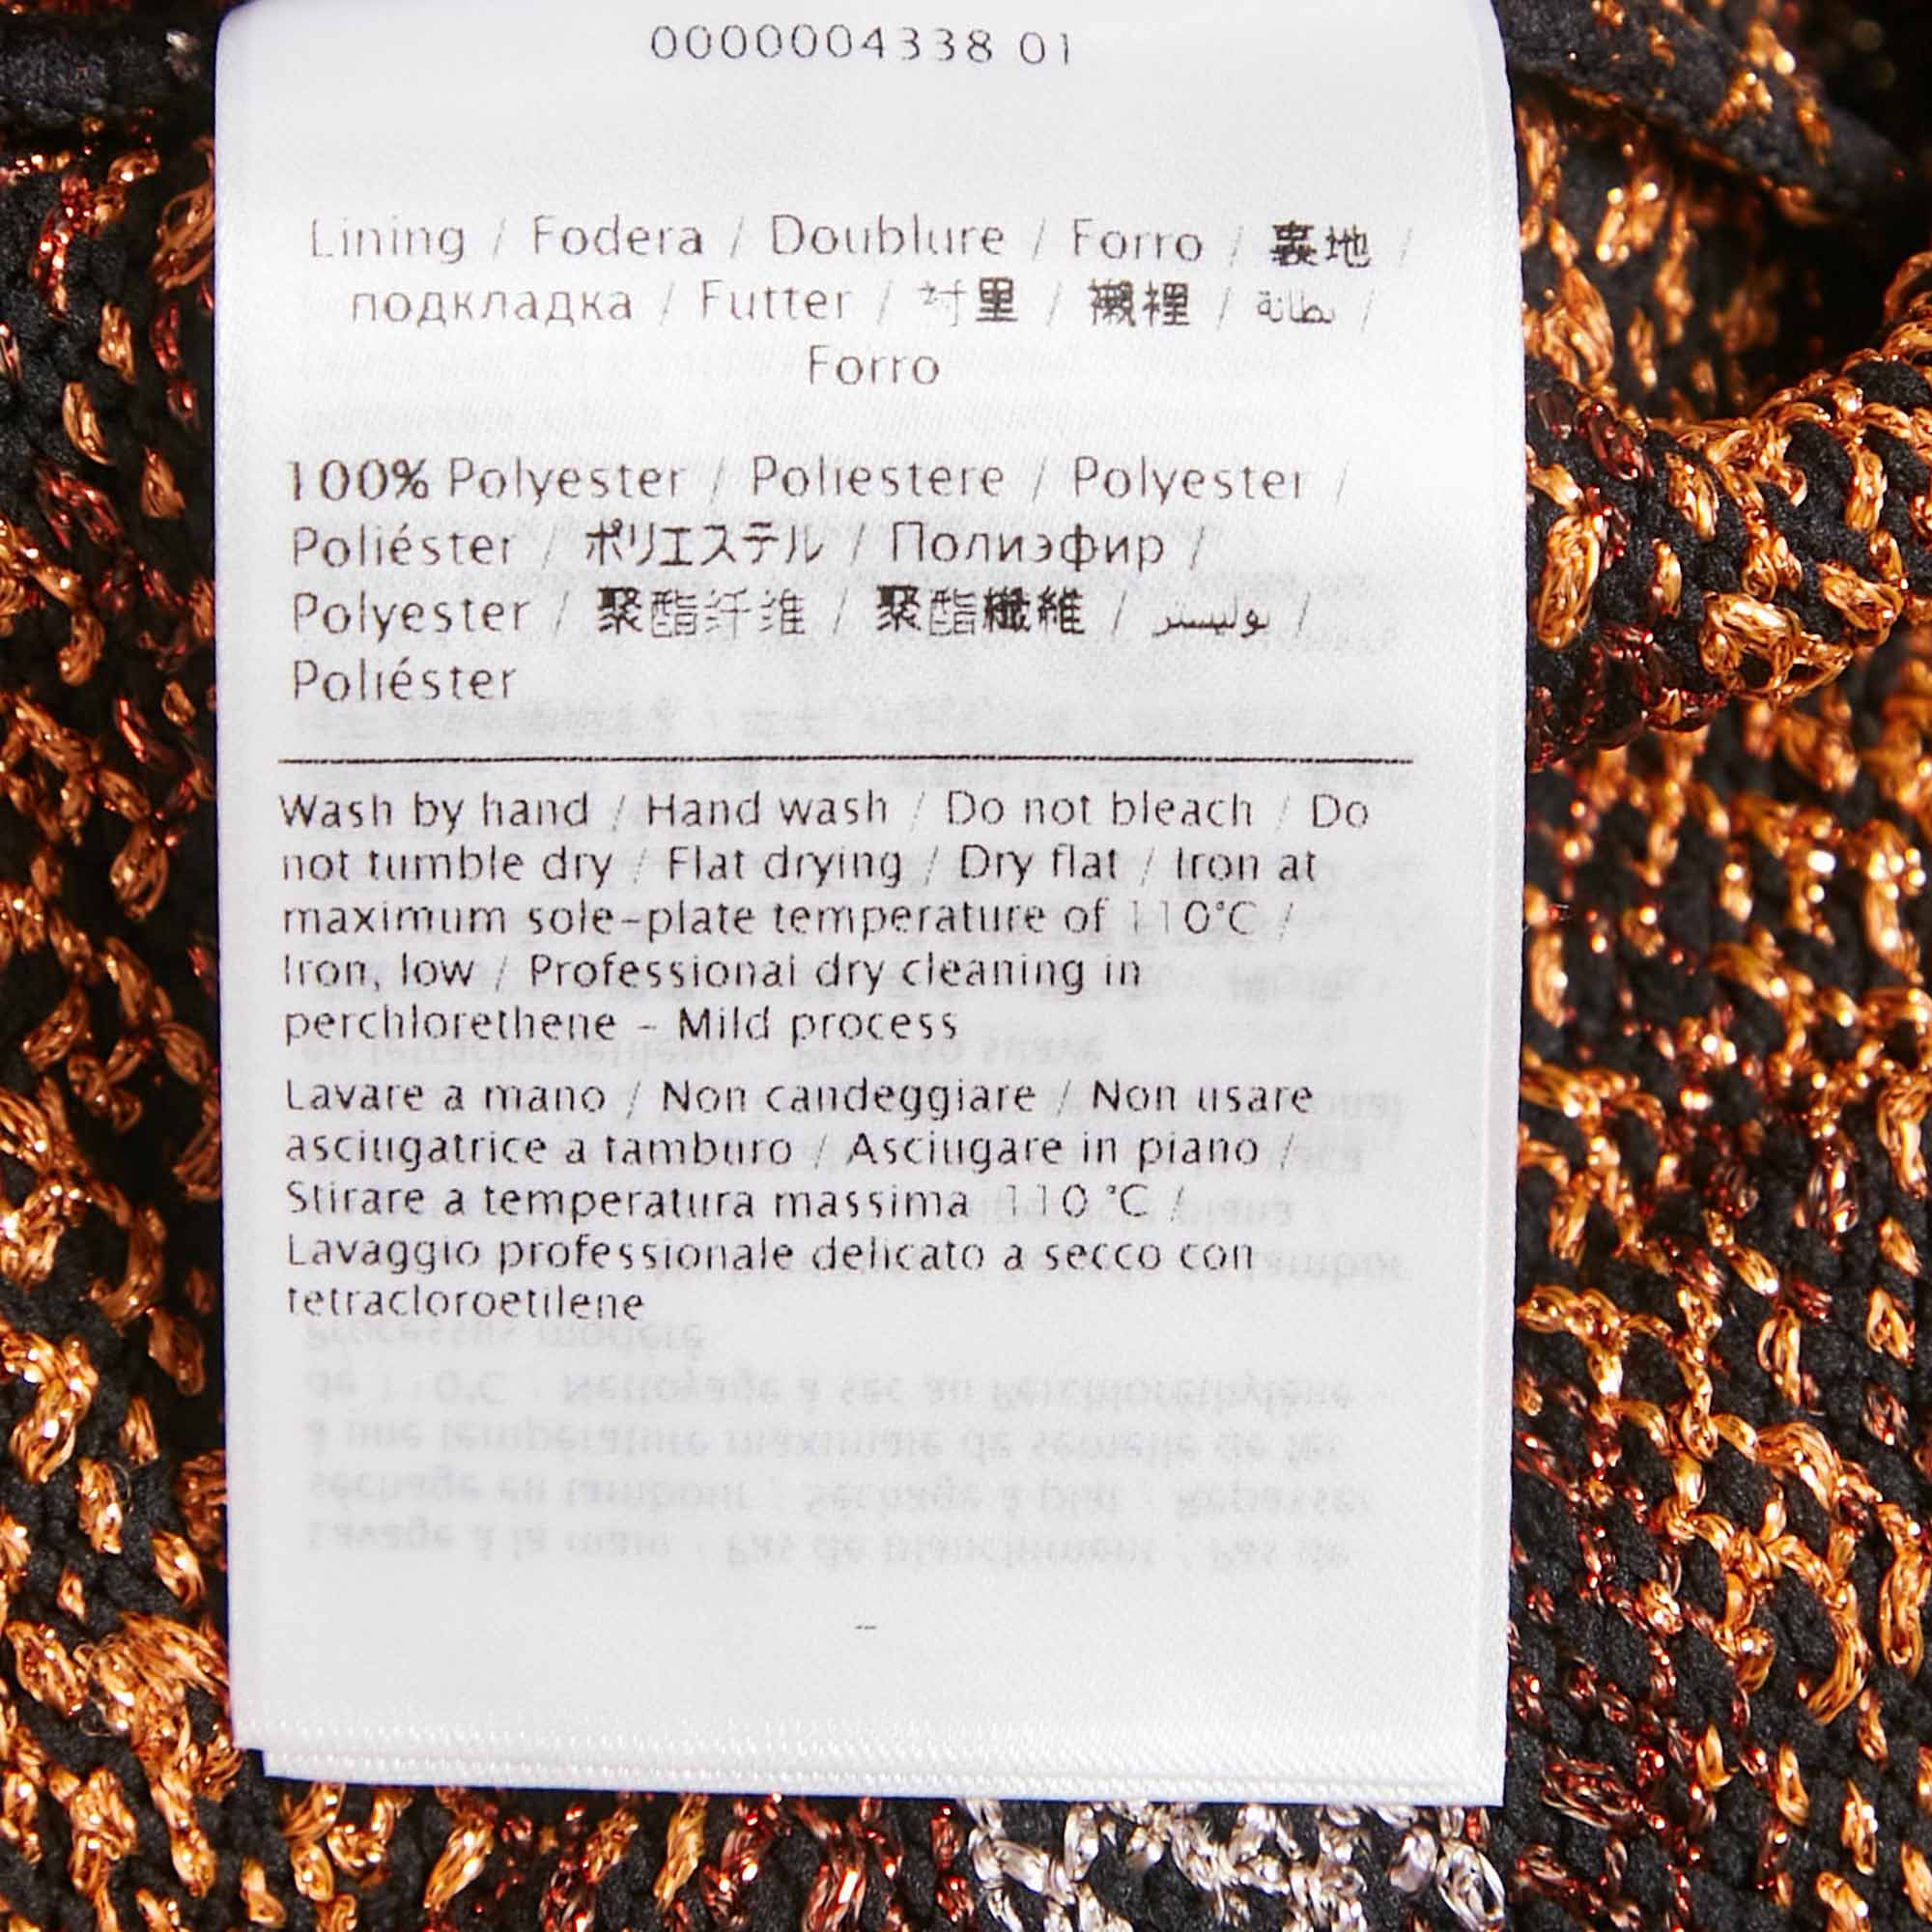 0000004338 01
Lining / Fodera / Doublure / Forro / 裏地 /
подкладка / Futter / 衬里 / 襯裡 / بطانة /
Forro
100% Polyester / Poliestere / Polyester /
Poliéster / ポリエステル / Полиэфир /
Polyester / 聚酯纤维 / 聚酯纖維 / بوليستر /
Poliéster
Wash by hand / Hand wash / Do not bleach / Do
not tumble dry / Flat drying / Dry flat / Iron at
maximum sole-plate temperature of 110°C /
Iron, low / Professional dry cleaning in
perchlorethene - Mild process
Lavare a mano / Non candeggiare / Non usare
asciugatrice a tamburo / Asciugare in piano /
Stirare a temperatura massima 110 °C /
Lavaggio professionale delicato a secco con
tetracloroetilene